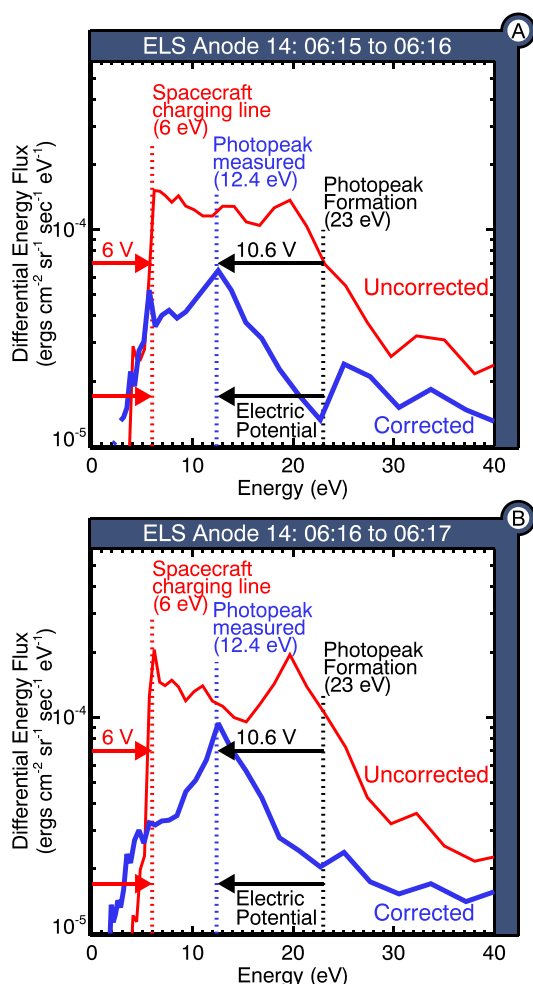 A
ELS Anode 14: 06:15 to 06:16
Spacecraft
charging line
(6 eV)
Photopeak
measured
(12.4 eV)
Photopeak
Formation
(23 eV)
6 V
10.6 V
Uncorrected
Electric
Potential
Corrected
Differential Energy Flux
(ergs cm-2 sr-1 sec-1 eV-1)
10-4
10-5
0 10 20 30 40
Energy (eV)
B
ELS Anode 14: 06:16 to 06:17
Spacecraft
charging line
(6 eV)
Photopeak
measured
(12.4 eV)
Photopeak
Formation
(23 eV)
6 V
10.6 V
Uncorrected
Electric
Potential
Corrected
Differential Energy Flux
(ergs cm-2 sr-1 sec-1 eV-1)
10-4
10-5
0 10 20 30 40
Energy (eV)